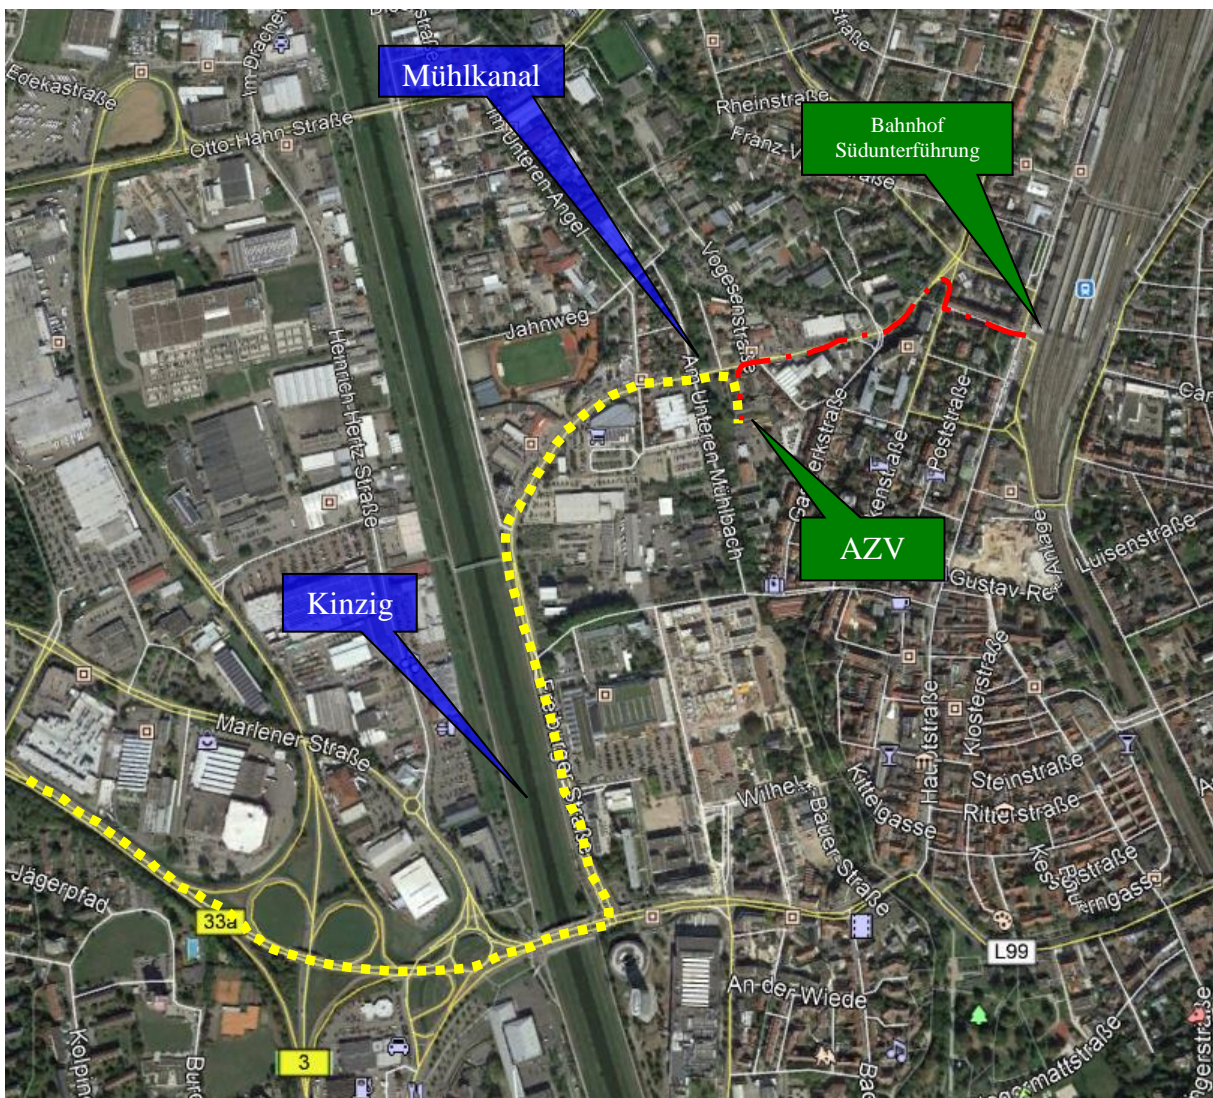 Mühlkanal
Bahnhof
Südunterführung
AZV
Kinzig
Edekastraße
Otto-Hahn-Straße
Im Unteren Angel
Rheinstraße
Vogesenstraße
Jahnweg
Heinrich-Hertz-Straße
Am Unteren Mühlbach
Poststraße
Luisenstraße
Gustav-Re
Anlage
Marlener Straße
Hauptstraße
Klosterstraße
Steinstraße
Ritterstraße
Kittelgasse
Bauer-Straße
Jägerpfad
33a
3
L99
An der Wiede